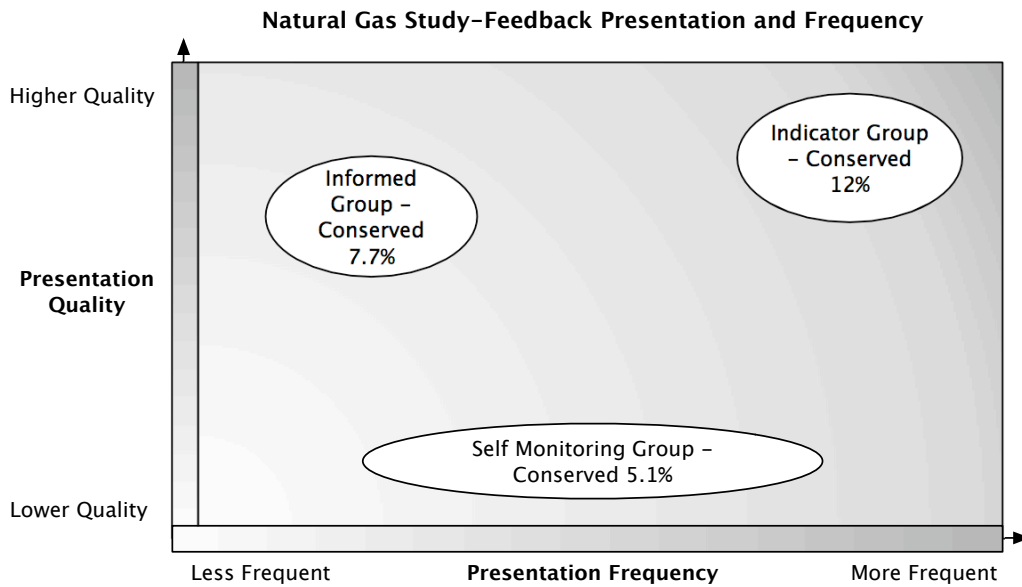 Natural Gas Study–Feedback Presentation and Frequency
Higher Quality
Indicator Group
– Conserved
12%
Informed
Group –
Conserved
7.7%
Presentation
Quality
Self Monitoring Group –
Conserved 5.1%
Lower Quality
Less Frequent
Presentation Frequency
More Frequent